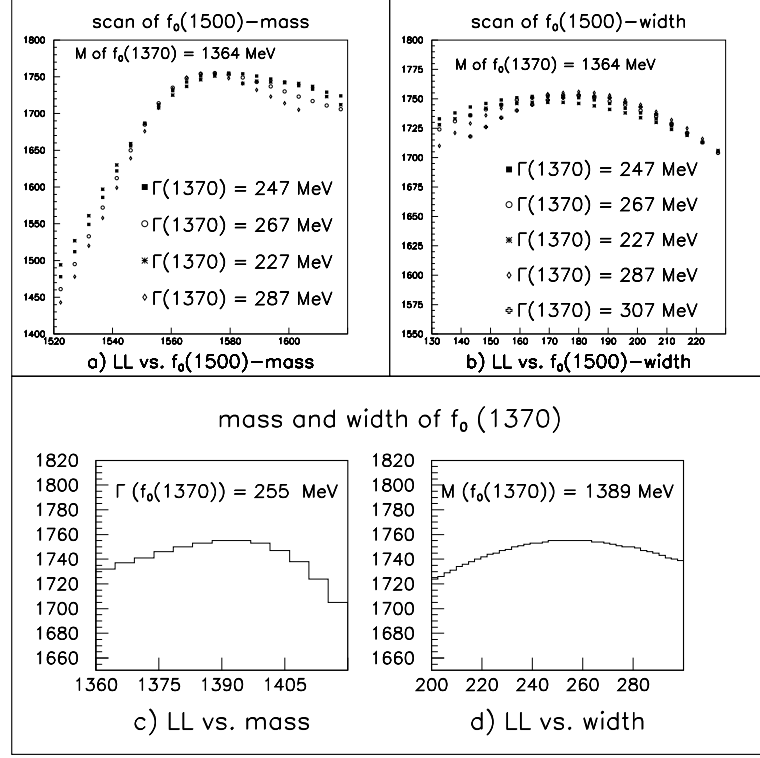 scan of f₀(1500)−mass
M of f₀(1370) = 1364 MeV
1800
1750
1700
1650
1600
1550
1500
1450
1400
Γ(1370) = 247 MeV
Γ(1370) = 267 MeV
Γ(1370) = 227 MeV
Γ(1370) = 287 MeV
1520 1540 1560 1580 1600
a) LL vs. f₀(1500)−mass
scan of f₀(1500)−width
M of f₀(1370) = 1364 MeV
1800
1775
1750
1725
1700
1675
1650
1625
1600
1575
1550
Γ(1370) = 247 MeV
Γ(1370) = 267 MeV
Γ(1370) = 227 MeV
Γ(1370) = 287 MeV
Γ(1370) = 307 MeV
130 140 150 160 170 180 190 200 210 220
b) LL vs. f₀(1500)−width
mass and width of f₀ (1370)
Γ (f₀(1370)) = 255 MeV
1820
1800
1780
1760
1740
1720
1700
1680
1660
1360 1375 1390 1405
c) LL vs. mass
M (f₀(1370)) = 1389 MeV
1820
1800
1780
1760
1740
1720
1700
1680
1660
200 220 240 260 280
d) LL vs. width